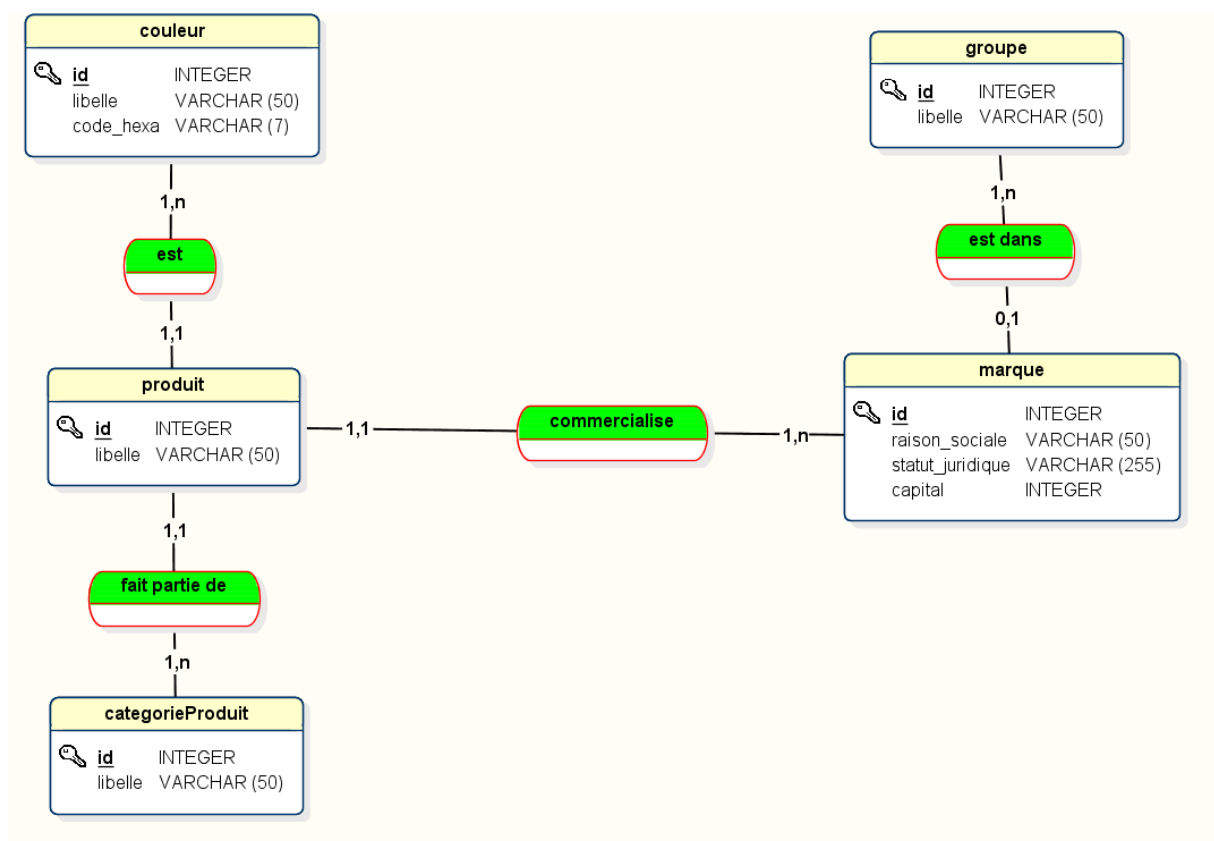 couleur
id INTEGER
libelle VARCHAR (50)
code_hexa VARCHAR (7)
1,n
est
1,1
produit
id INTEGER
libelle VARCHAR (50)
1,1
fait partie de
1,n
categorieProduit
id INTEGER
libelle VARCHAR (50)
1,1
commercialise
1,n
groupe
id INTEGER
libelle VARCHAR (50)
1,n
est dans
0,1
marque
id INTEGER
raison_sociale VARCHAR (50)
statut_juridique VARCHAR (255)
capital INTEGER